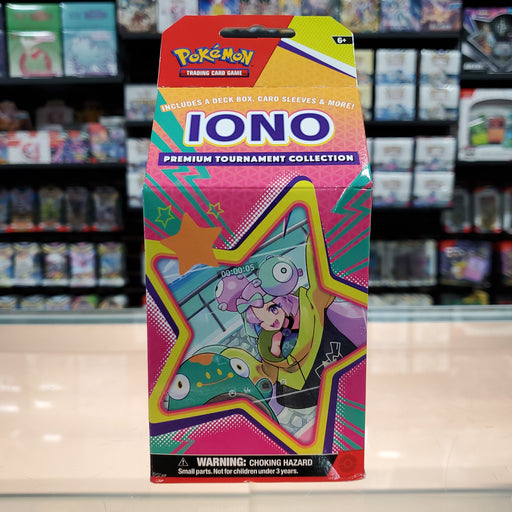 POKéMON
TRADING CARD GAME
6+
INCLUDES A DECK BOX, CARD SLEEVES & MORE!
IONO
PREMIUM TOURNAMENT COLLECTION
00:00:05
WARNING: CHOKING HAZARD
Small parts. Not for children under 3 years.